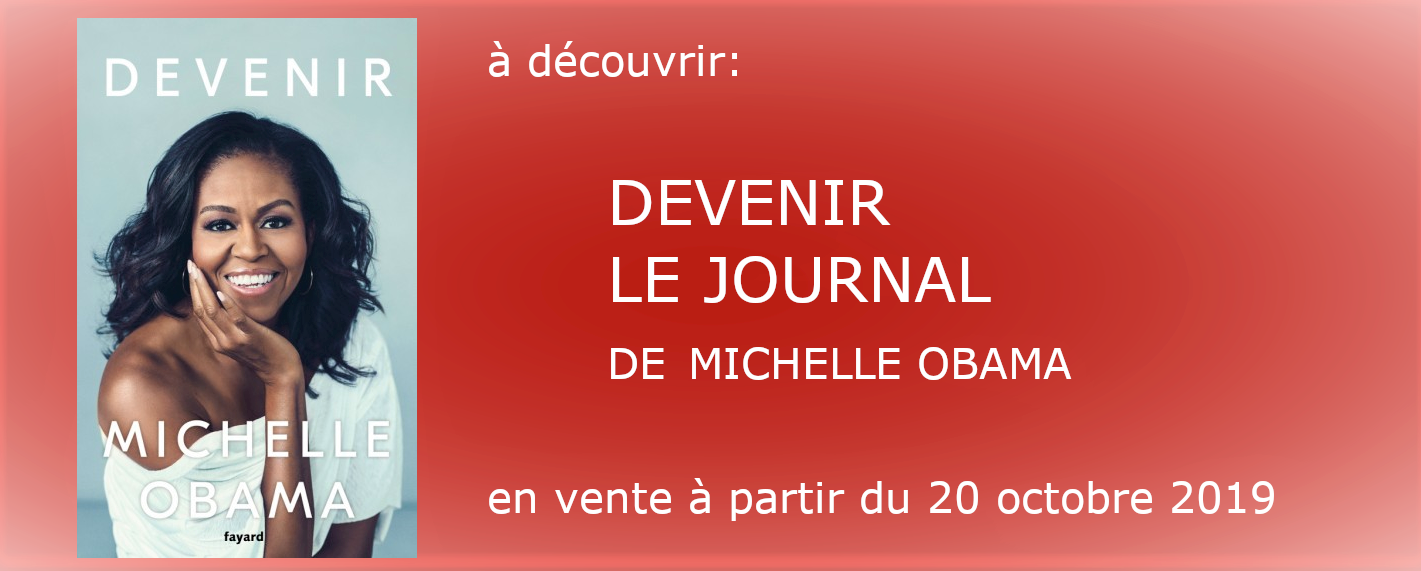 DEVENIR
MICHELLE
OBAMA
fayard
à découvrir:
DEVENIR
LE JOURNAL
DE MICHELLE OBAMA
en vente à partir du 20 octobre 2019